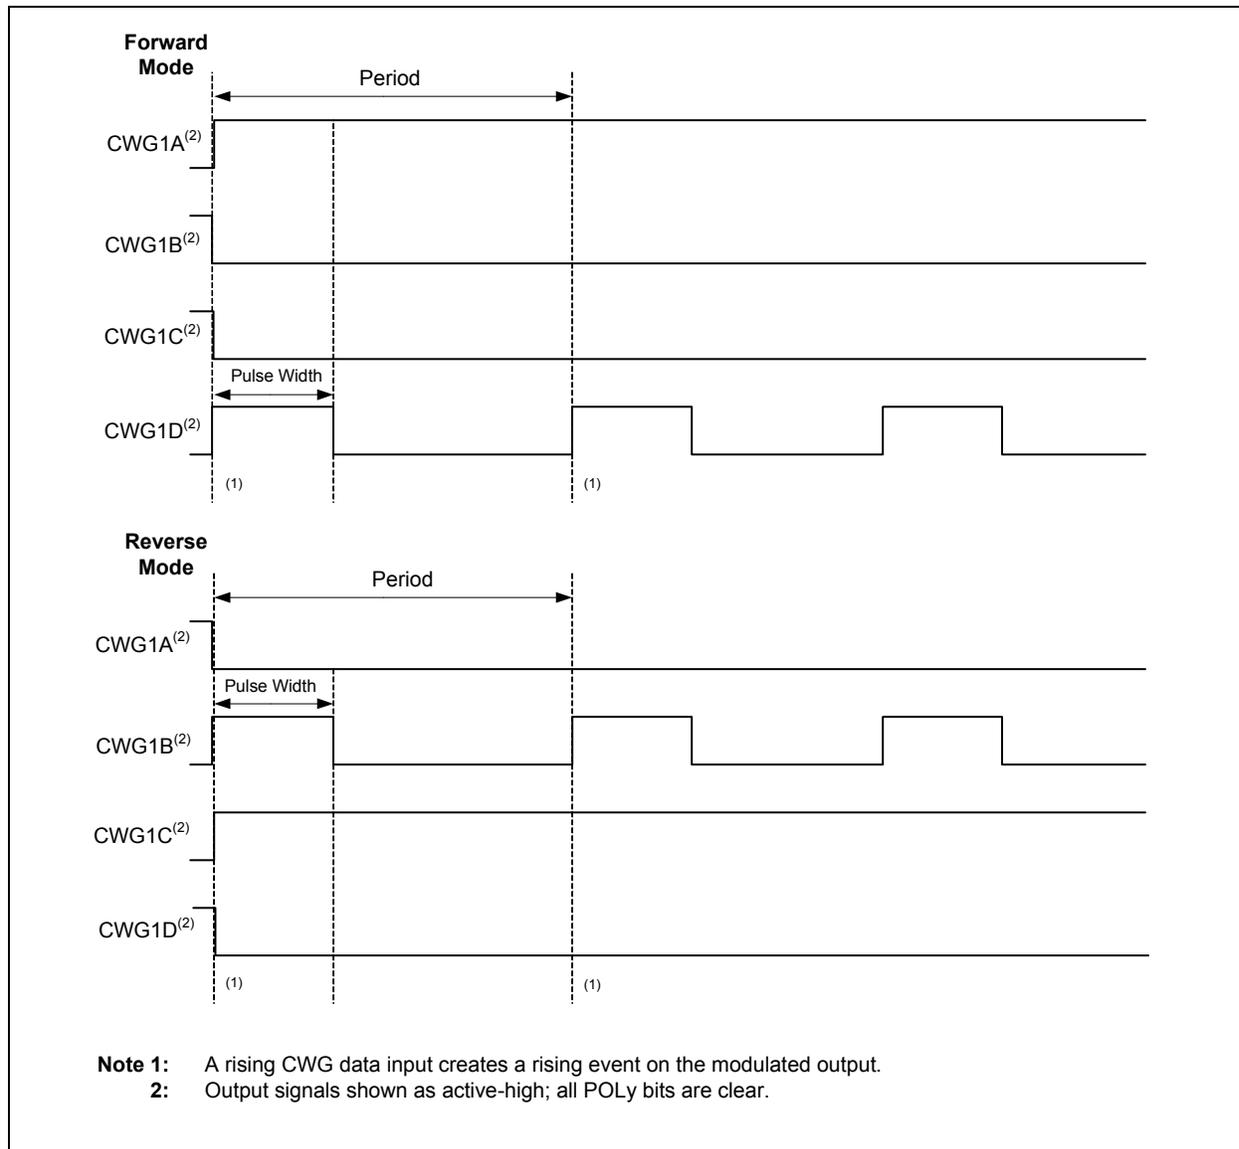 Forward
Mode
Period
CWG1A(2)
CWG1B(2)
CWG1C(2)
Pulse Width
CWG1D(2)
(1) (1)
Reverse
Mode
Period
CWG1A(2)
Pulse Width
CWG1B(2)
CWG1C(2)
CWG1D(2)
(1) (1)
Note 1: A rising CWG data input creates a rising event on the modulated output.
2: Output signals shown as active-high; all POLy bits are clear.